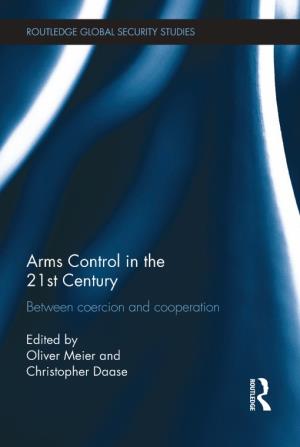 ROUTLEDGE GLOBAL SECURITY STUDIES
Arms Control in the
21st Century
Between coercion and cooperation
Edited by
Oliver Meier and
Christopher Daase
ROUTLEDGE